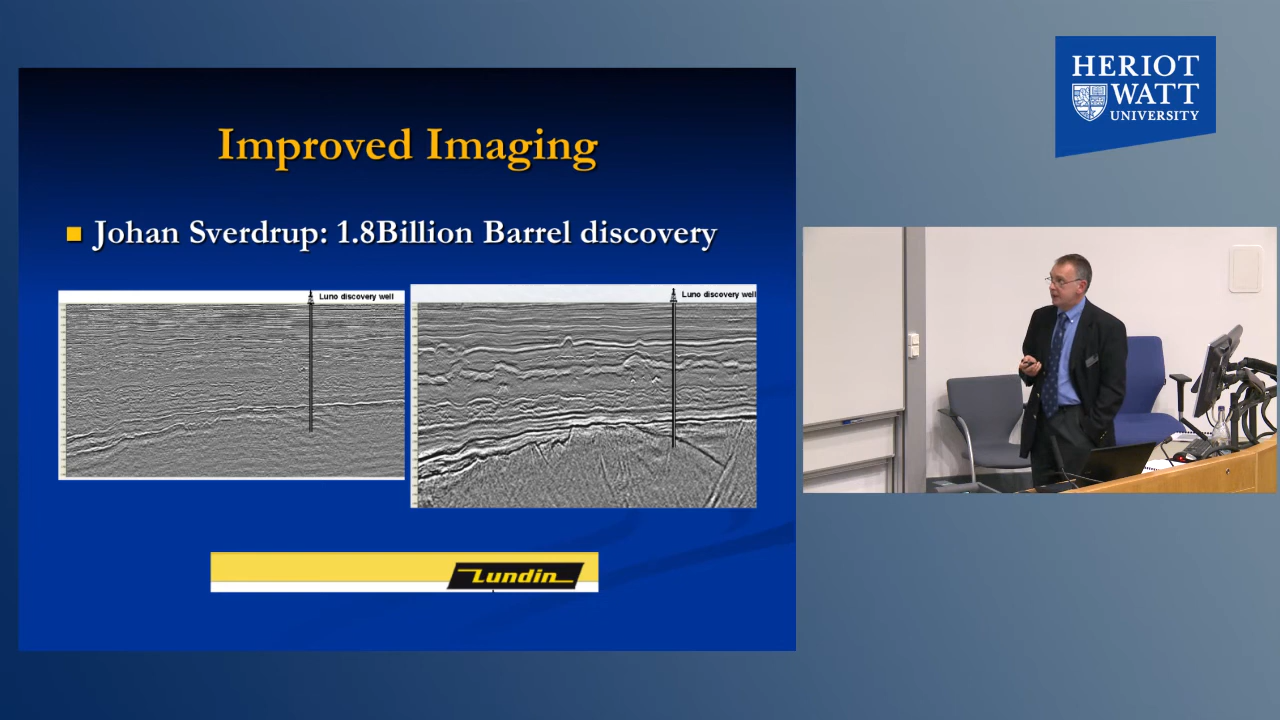 Improved Imaging
Johan Sverdrup: 1.8Billion Barrel discovery
Luno discovery well
Luno discovery well
Lundin
HERIOT
WATT
UNIVERSITY